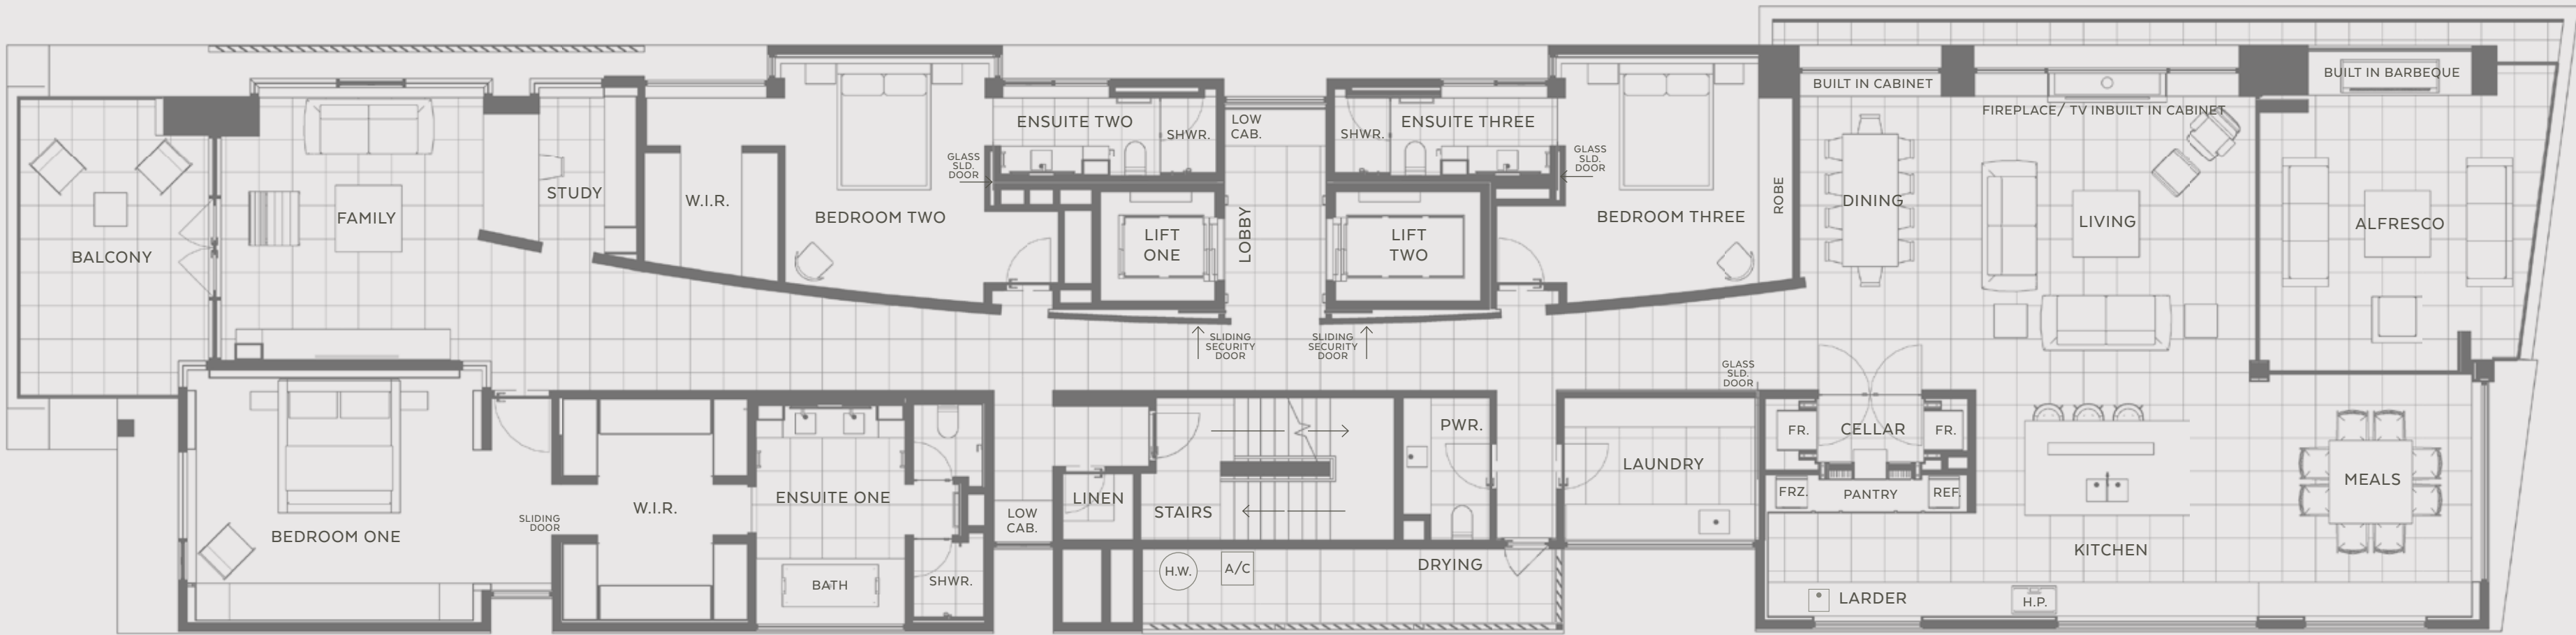 BUILT IN CABINET
BUILT IN BARBEQUE
FIREPLACE/ TV INBUILT IN CABINET
ENSUITE TWO
SHWR.
LOW
CAB.
SHWR.
ENSUITE THREE
GLASS
SLD.
DOOR
GLASS
SLD.
DOOR
STUDY
W.I.R.
FAMILY
BALCONY
BEDROOM TWO
LIFT
ONE
LOBBY
LIFT
TWO
BEDROOM THREE
ROBE
DINING
LIVING
ALFRESCO
SLIDING
SECURITY
DOOR
SLIDING
SECURITY
DOOR
GLASS
SLD.
DOOR
BEDROOM ONE
SLIDING
DOOR
W.I.R.
ENSUITE ONE
BATH
SHWR.
LOW
CAB.
LINEN
STAIRS
PWR.
LAUNDRY
FR.
CELLAR
FR.
FRZ.
PANTRY
REF.
MEALS
KITCHEN
H.W.
A/C
DRYING
LARDER
H.P.